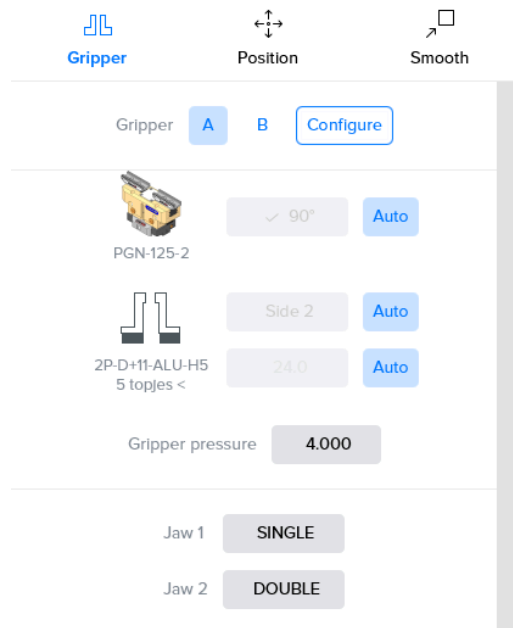 Gripper
Position
Smooth
Gripper A B Configure
90° Auto
PGN-125-2
Side 2 Auto
2P-D+11-ALU-H5
5 topjes <
24.0 Auto
Gripper pressure 4.000
Jaw 1 SINGLE
Jaw 2 DOUBLE